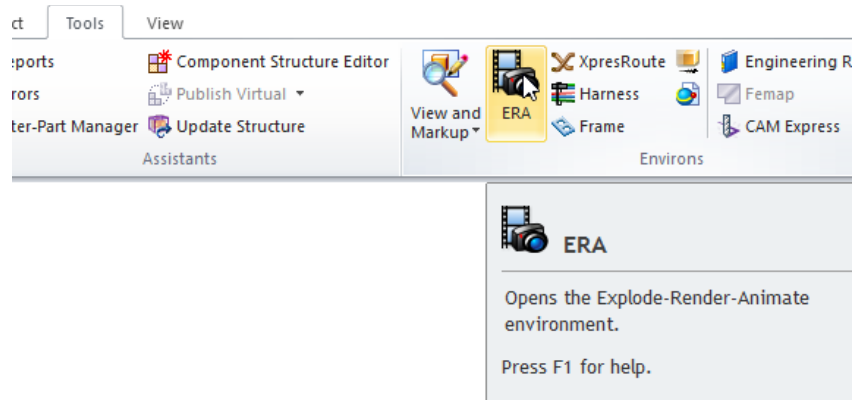 ct Tools View
eports Component Structure Editor XpresRoute Engineering R
rors Publish Virtual View and Markup ERA Harness Femap
ter-Part Manager Update Structure Frame CAM Express
Assistants Environs
ERA
Opens the Explode-Render-Animate
environment.
Press F1 for help.